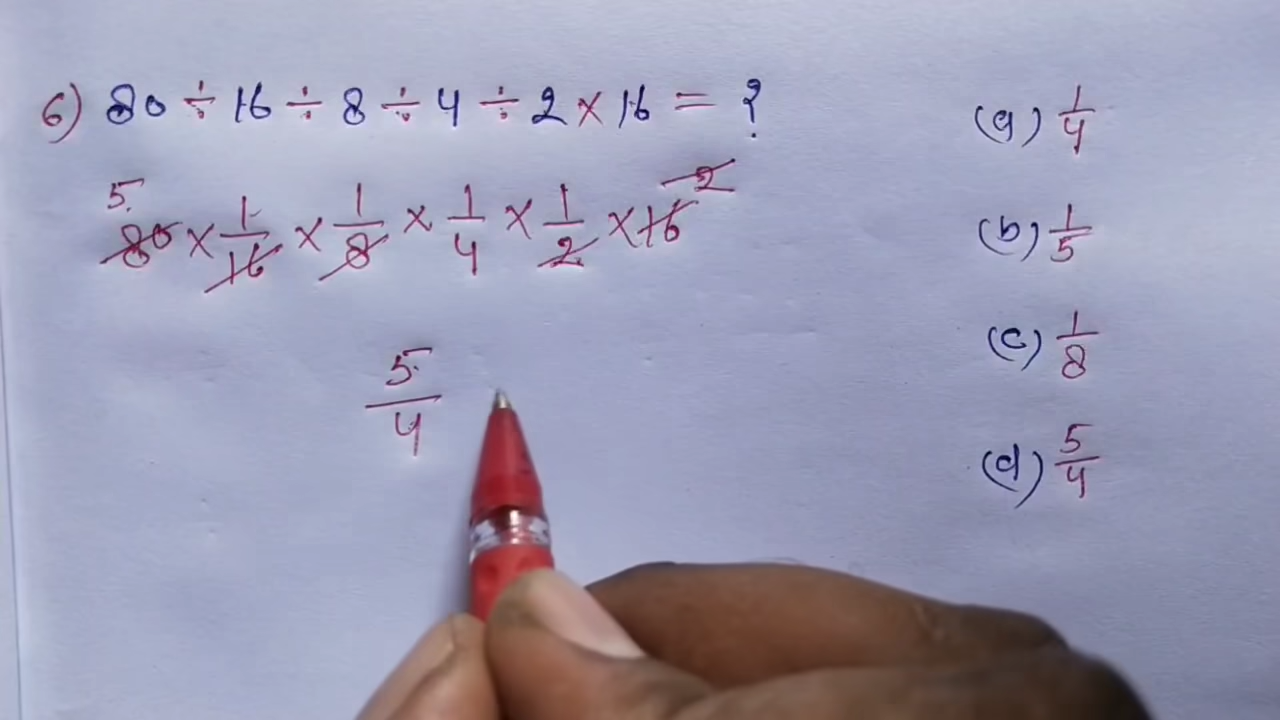 6) 80 ÷ 16 ÷ 8 ÷ 4 ÷ 2 × 16 = ?
5
80 × 1/16 × 1/8 × 1/4 × 1/2 × 16 2
5/4
(a) 1/4
(b) 1/5
(c) 1/8
(d) 5/4